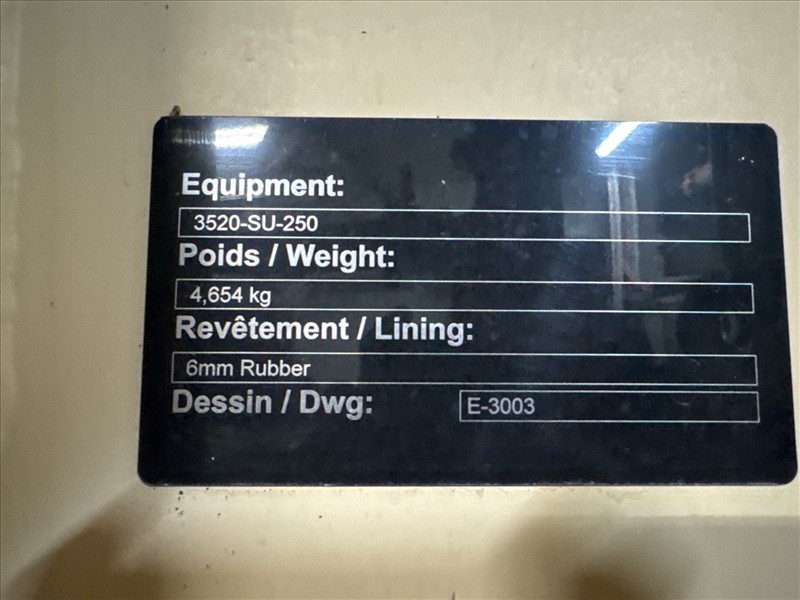 Equipment:
3520-SU-250
Poids / Weight:
4,654 kg
Revêtement / Lining:
6mm Rubber
Dessin / Dwg: E-3003